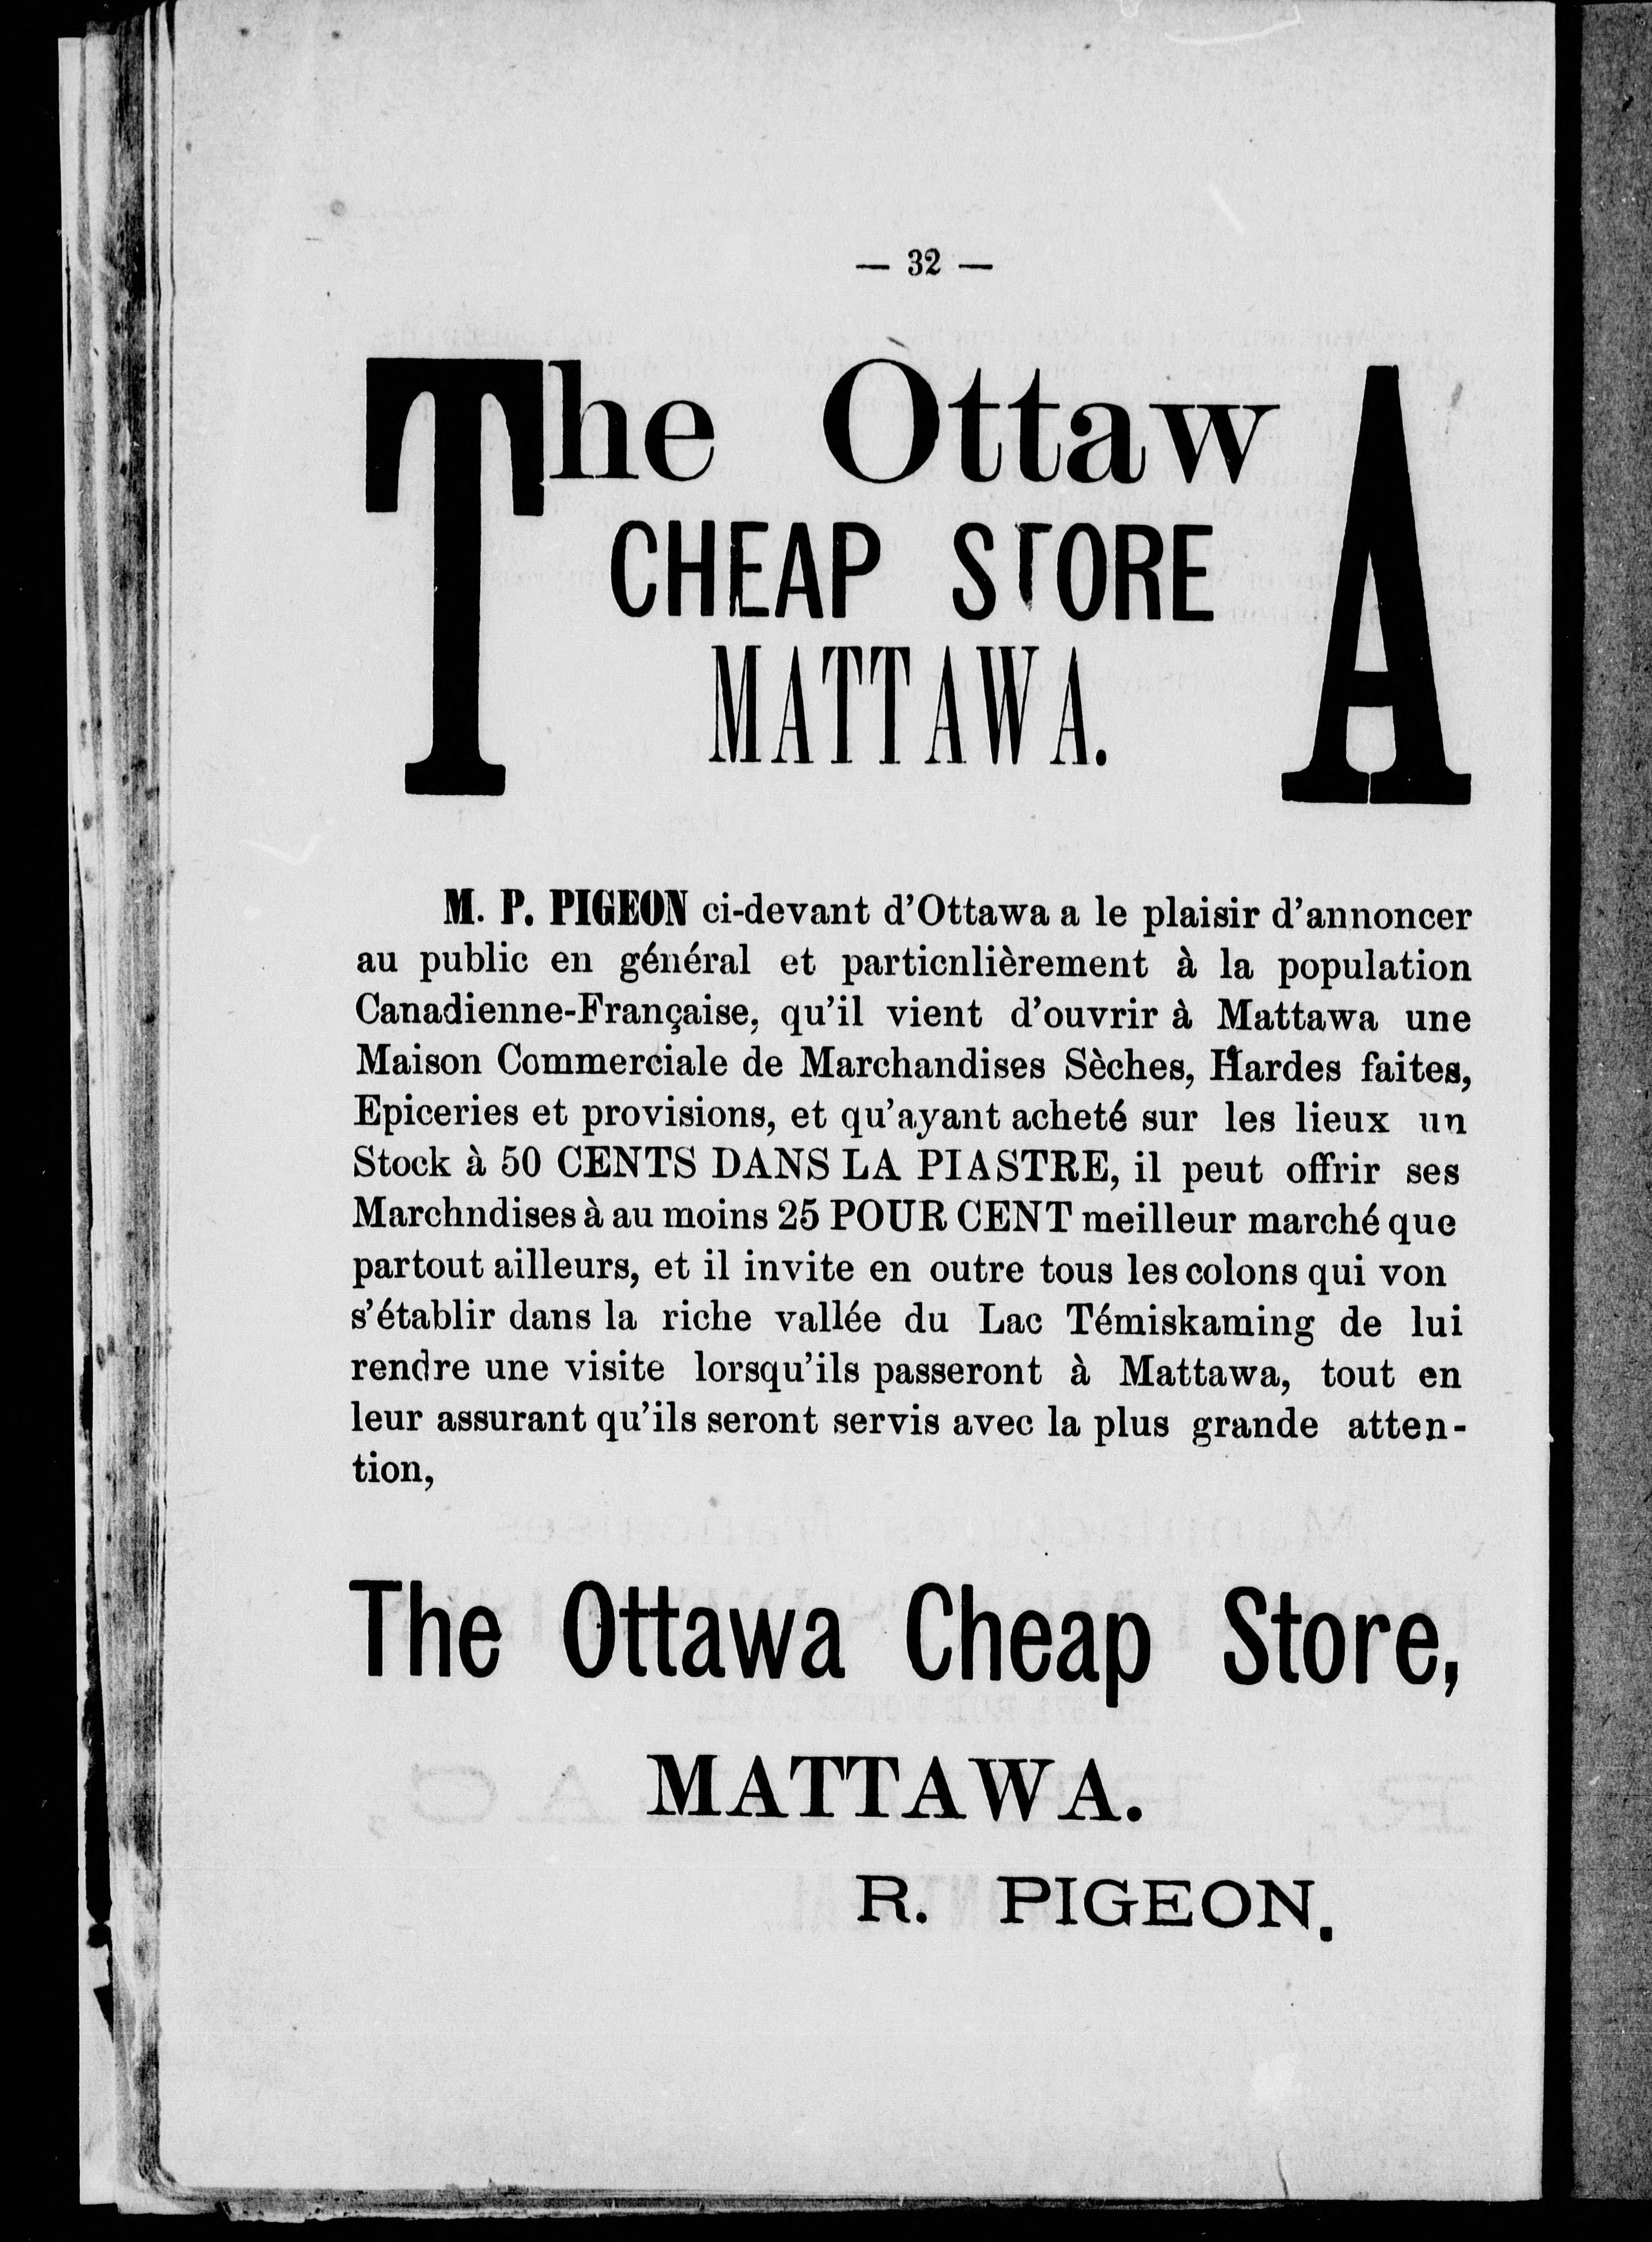 — 32 —
The OttawA
CHEAP STORE
MATTAWA.
M. P. PIGEON ci-devant d'Ottawa a le plaisir d'annoncer
au public en général et particnlièrement à la population
Canadienne-Française, qu'il vient d'ouvrir à Mattawa une
Maison Commerciale de Marchandises Sèches, Hardes faites,
Epiceries et provisions, et qu'ayant acheté sur les lieux un
Stock à 50 CENTS DANS LA PIASTRE, il peut offrir ses
Marchndises à au moins 25 POUR CENT meilleur marché que
partout ailleurs, et il invite en outre tous les colons qui von
s'établir dans la riche vallée du Lac Témiskaming de lui
rendre une visite lorsqu'ils passeront à Mattawa, tout en
leur assurant qu'ils seront servis avec la plus grande atten-
tion,
The Ottawa Cheap Store,
MATTAWA.
R. PIGEON.